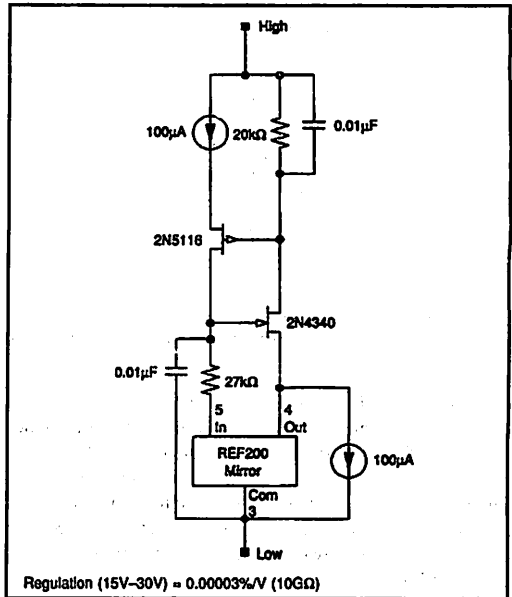 High
100µA
20kΩ
0.01µF
2N5116
2N4340
0.01µF
27kΩ
5
In
4
Out
REF200
Mirror
100µA
Com
3
Low
Regulation (15V–30V) = 0.00003%/V (10GΩ)